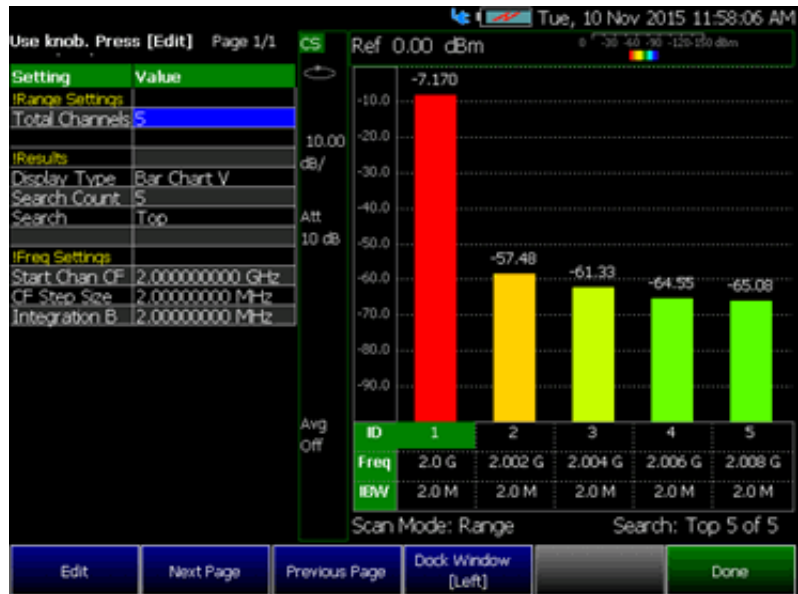 Tue, 10 Nov 2015 11:58:06 AM
Use knob. Press [Edit] Page 1/1
CS
Ref 0.00 dBm
0 -30 -60 -90 -120-150 dBm
Setting Value
!Range Settings
Total Channels 5
!Results
Display Type Bar Chart V
Search Count 5
Search Top
!Freq Settings
Start Chan CF 2.000000000 GHz
CF Step Size 2.00000000 MHz
Integration B 2.00000000 MHz
10.00
dB/
Att
10 dB
Avg
Off
-10.0
-20.0
-30.0
-40.0
-50.0
-60.0
-70.0
-80.0
-90.0
-7.170
-57.48
-61.33
-64.55
-65.08
ID 1 2 3 4 5
Freq 2.0 G 2.002 G 2.004 G 2.006 G 2.008 G
IBW 2.0 M 2.0 M 2.0 M 2.0 M 2.0 M
Scan Mode: Range Search: Top 5 of 5
Edit
Next Page
Previous Page
Dock Window
[Left]
Done